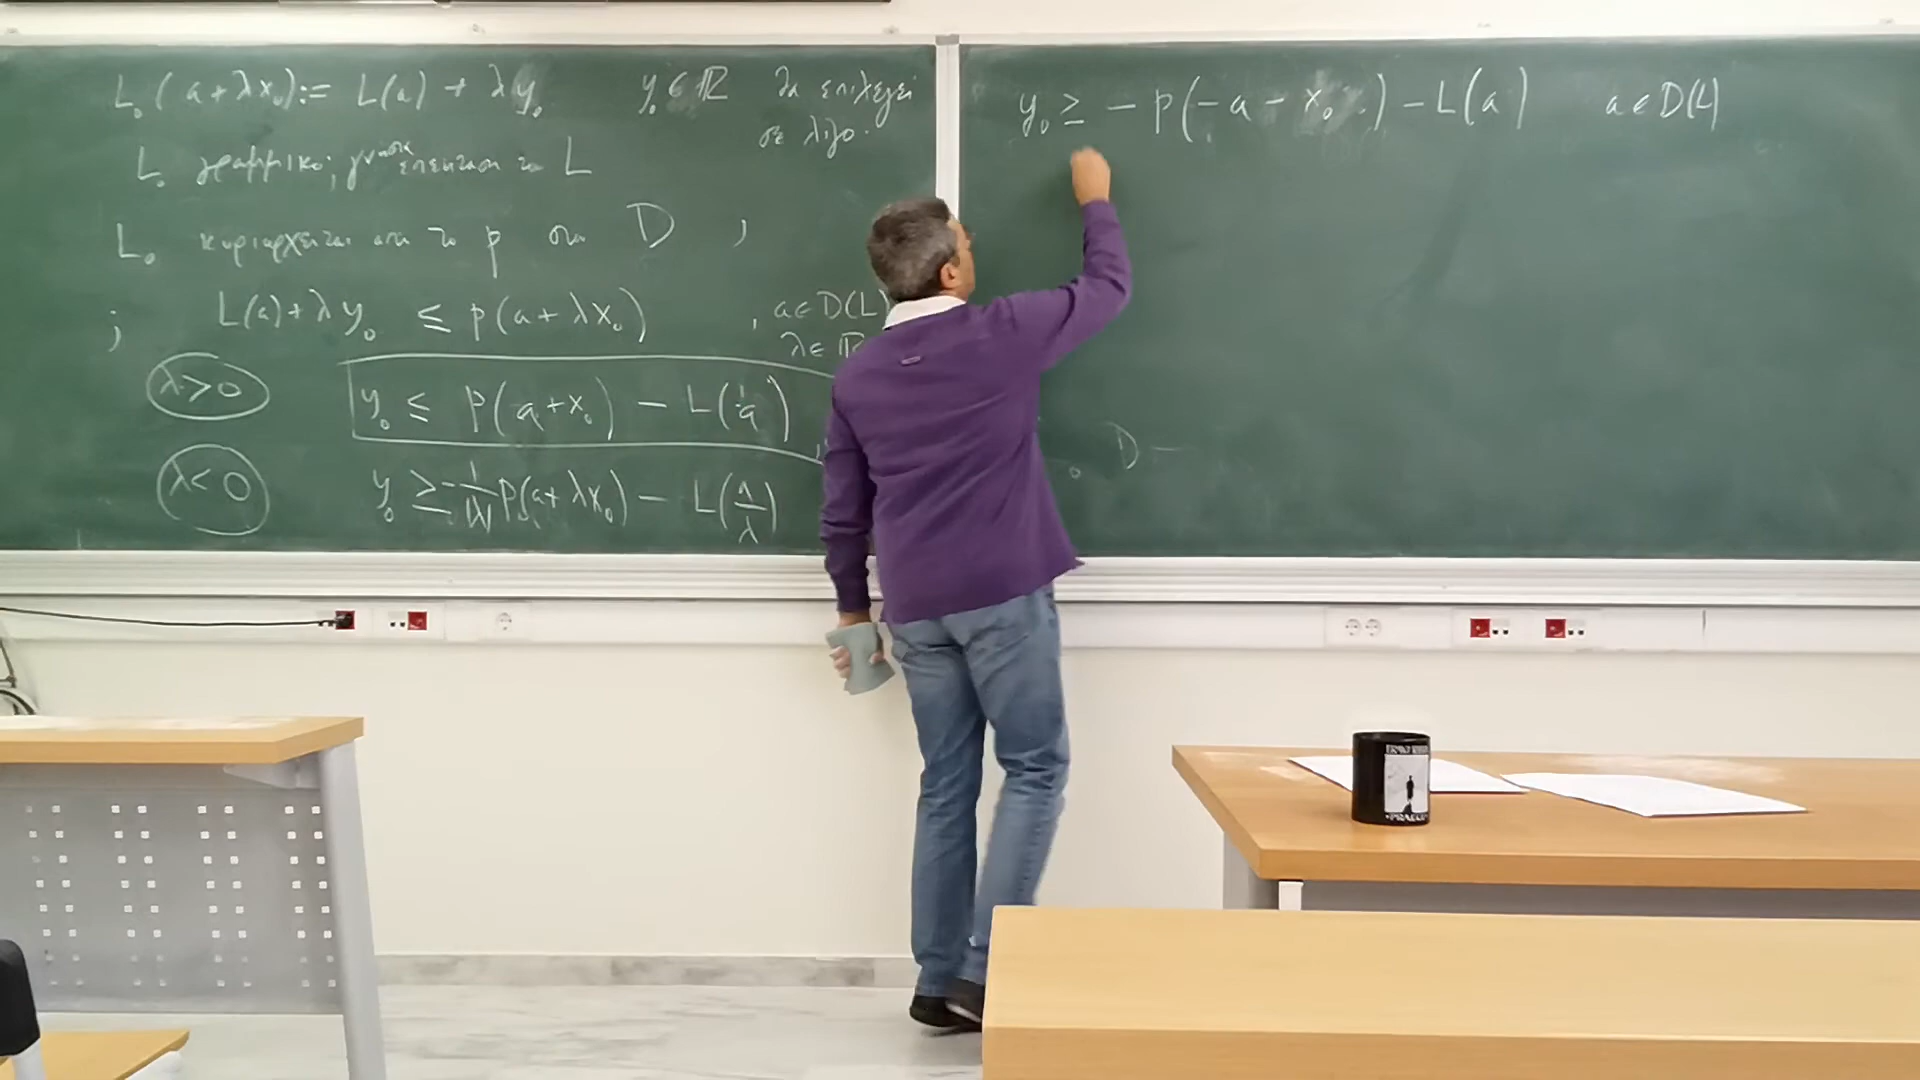 L₀(a+λx₀) := L(a) + λy₀ y₀ ∈ ℝ θα επιλεγεί
σε λίγο.
L₀ γραμμικό; γνήσια επέκταση του L
L₀ κυριαρχείται από το p στο D,
; L(a)+λy₀ ≤ p(a+λx₀) , a∈D(L)
λ∈ℝ
λ>0 y₀ ≤ p(a+x₀) − L(a)
λ<0 y₀ ≥ −1/|λ| p(a+λx₀) − L(a/λ)
y₀ ≥ −p(−a−x₀) − L(a) a∈D(L)
D